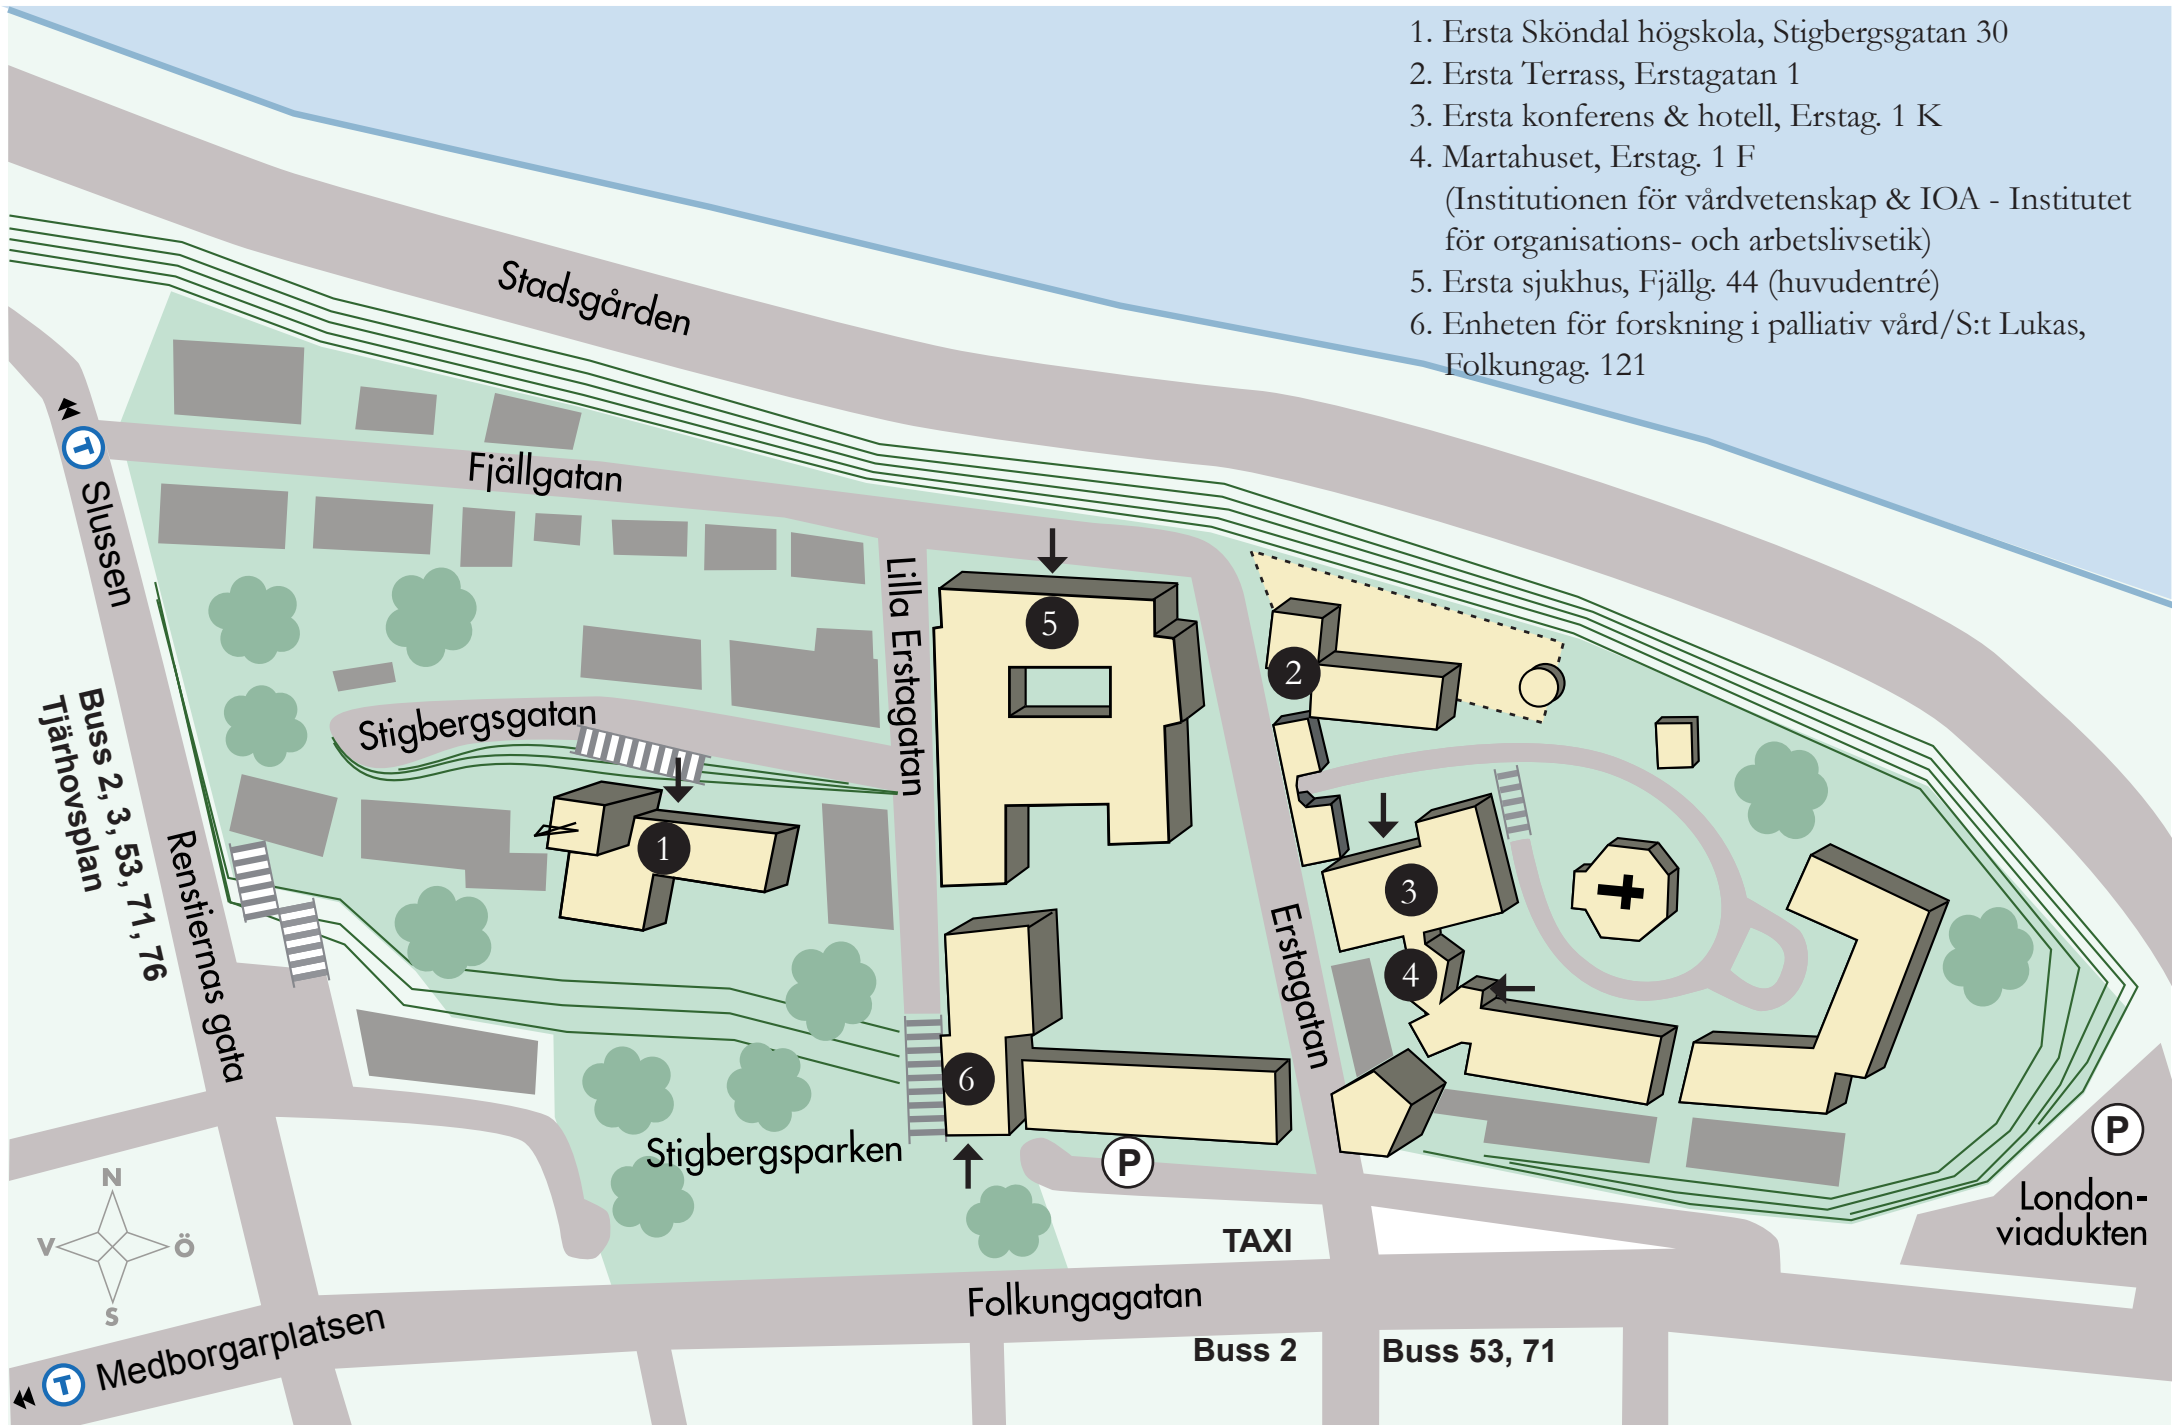 1. Ersta Sköndal högskola, Stigbergsgatan 30
2. Ersta Terrass, Erstagatan 1
3. Ersta konferens & hotell, Erstag. 1 K
4. Martahuset, Erstag. 1 F
(Institutionen för vårdvetenskap & IOA - Institutet
för organisations- och arbetslivsetik)
5. Ersta sjukhus, Fjällg. 44 (huvudentré)
6. Enheten för forskning i palliativ vård/S:t Lukas,
Folkungag. 121
Stadsgården
Fjällgatan
T
Slussen
Lilla Erstagatan
5
2
Stigbergsgatan
Buss 2, 3, 53, 71, 76
Tjärhovsplan
Renstiernas gata
1
3
4
Erstagatan
6
Stigbergsparken
P
P
London-
viadukten
N
V
Ö
S
TAXI
Folkungagatan
T
Medborgarplatsen
Buss 2
Buss 53, 71